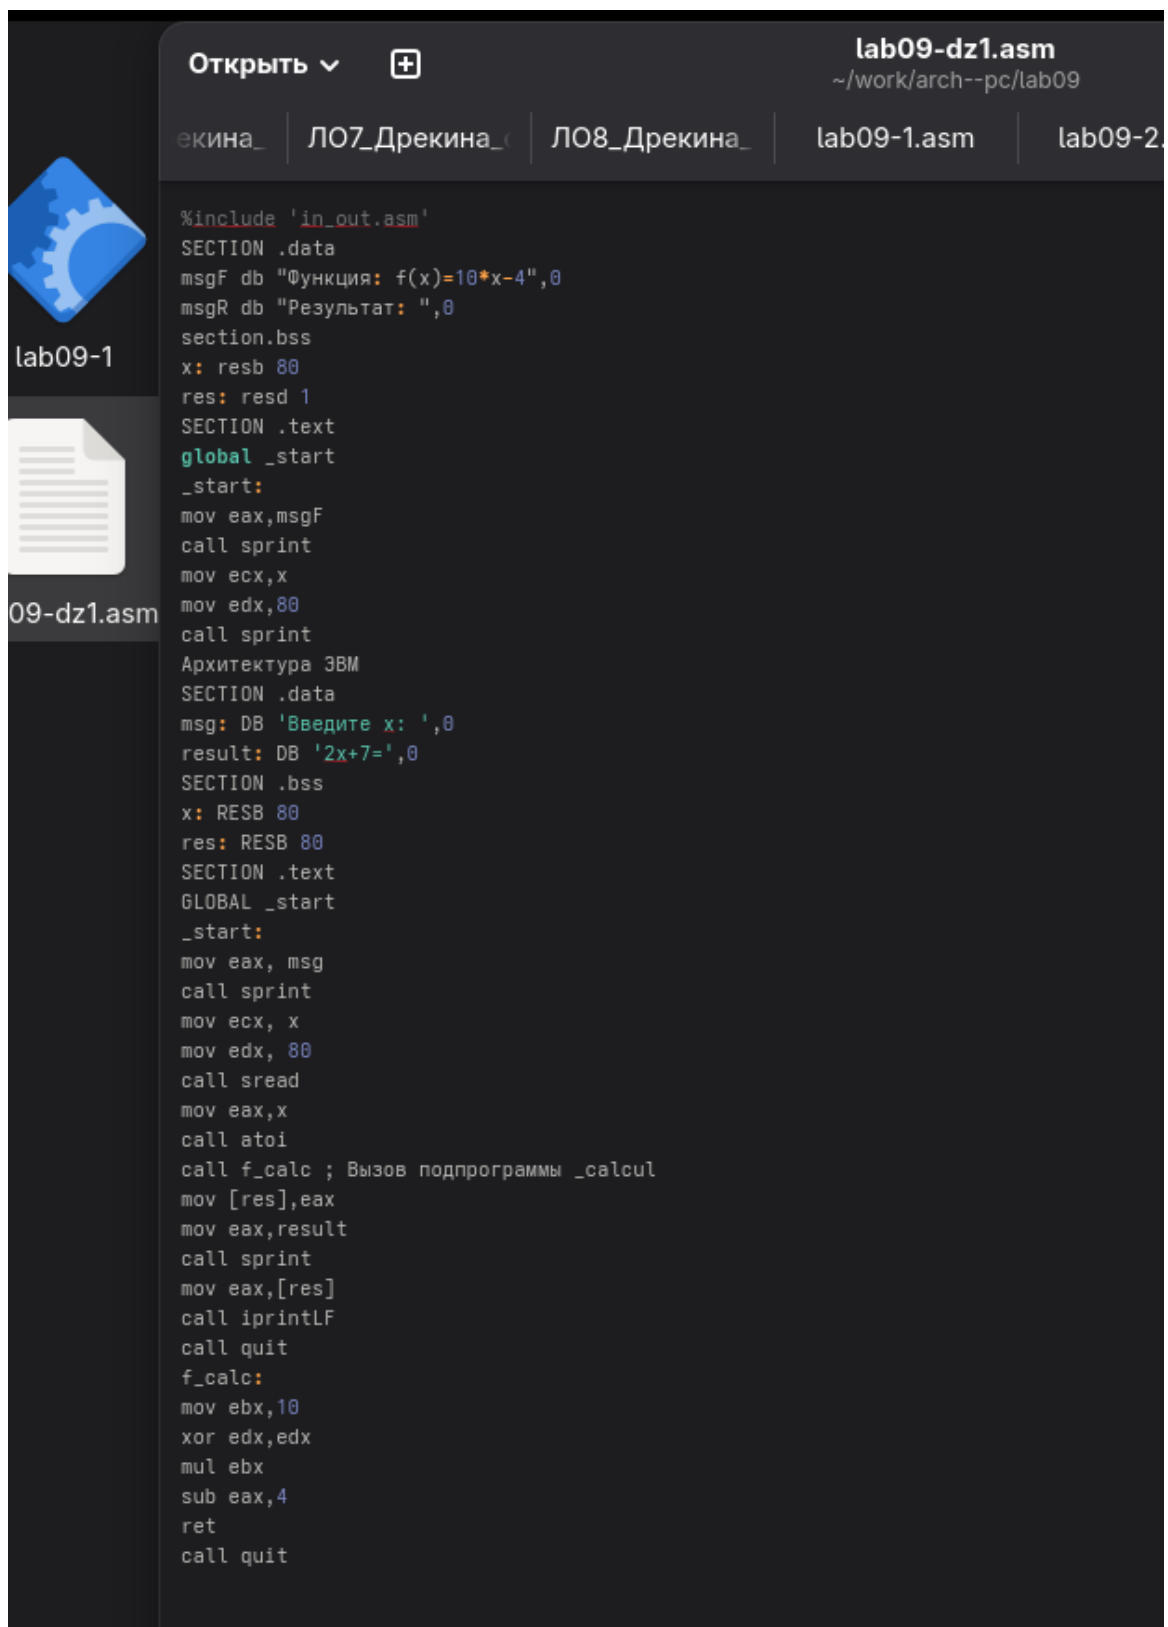 Открыть
lab09-dz1.asm
~/work/arch--pc/lab09
екина_
ЛО7_Дрекина_
ЛО8_Дрекина_
lab09-1.asm
lab09-2.
lab09-1
09-dz1.asm
%include 'in_out.asm'
SECTION .data
msgF db "Функция: f(x)=10*x-4",0
msgR db "Результат: ",0
section.bss
x: resb 80
res: resd 1
SECTION .text
global _start
_start:
mov eax,msgF
call sprint
mov ecx,x
mov edx,80
call sprint
Архитектура ЭВМ
SECTION .data
msg: DB 'Введите x: ',0
result: DB '2x+7=',0
SECTION .bss
x: RESB 80
res: RESB 80
SECTION .text
GLOBAL _start
_start:
mov eax, msg
call sprint
mov ecx, x
mov edx, 80
call sread
mov eax,x
call atoi
call f_calc ; Вызов подпрограммы _calcul
mov [res],eax
mov eax,result
call sprint
mov eax,[res]
call iprintLF
call quit
f_calc:
mov ebx,10
xor edx,edx
mul ebx
sub eax,4
ret
call quit